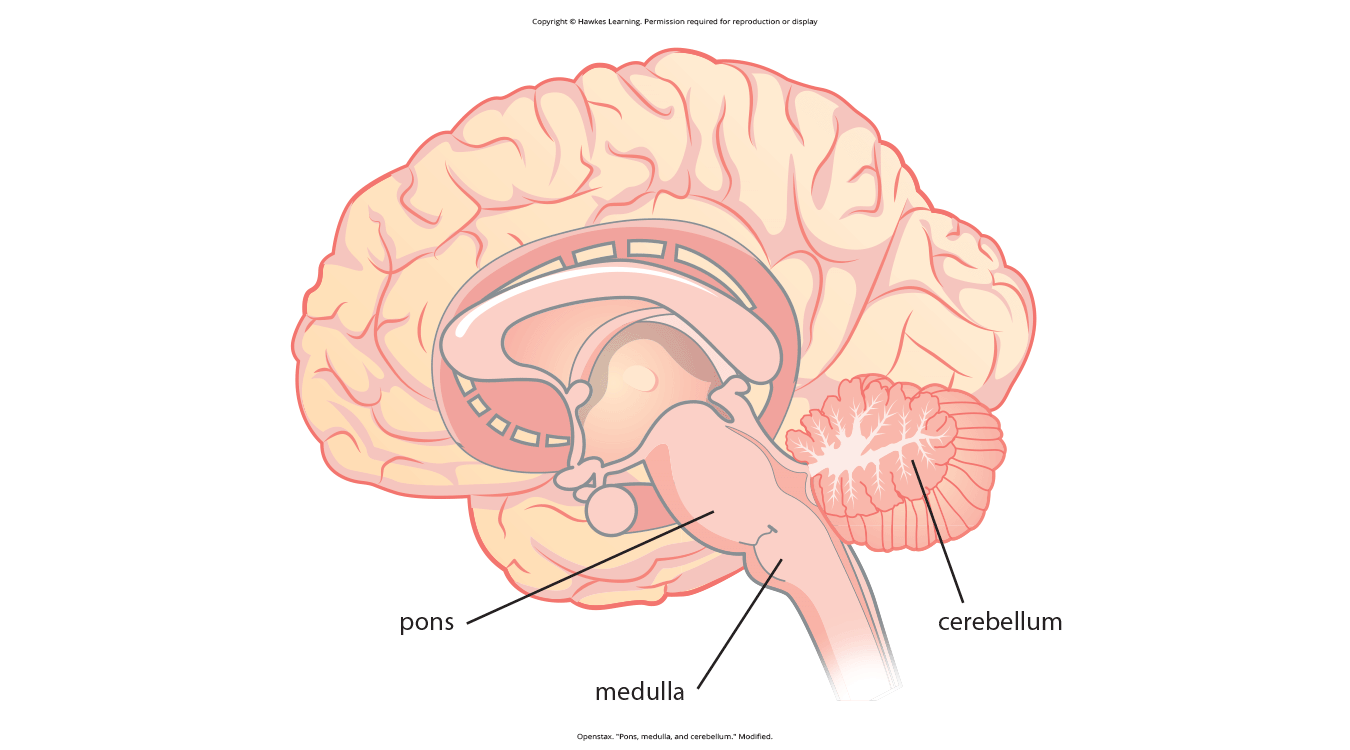 Copyright © Hawkes Learning. Permission required for reproduction or display
pons
cerebellum
medulla
Openstax. "Pons, medulla, and cerebellum." Modified.